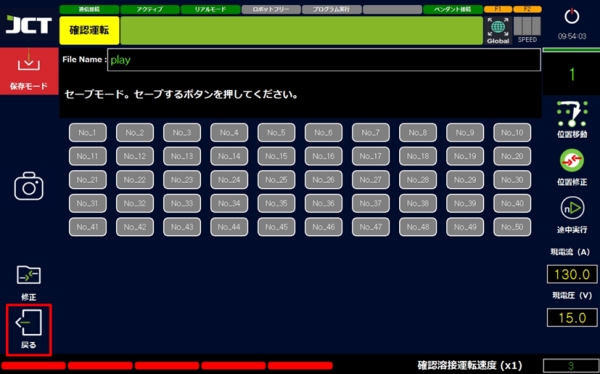 JCT
通信接続 アクティブ リアルモード ロボットフリー プログラム実行 ペンダント接続 F1 F2
確認運転
Global SPEED
09:54:03
File Name : play
保存モード
1
セーブモード。セーブするボタンを押してください。
No_1 No_2 No_3 No_4 No_5 No_6 No_7 No_8 No_9 No_10
位置移動
No_11 No_12 No_13 No_14 No_15 No_16 No_17 No_18 No_19 No_20
No_21 No_22 No_23 No_24 No_25 No_26 No_27 No_28 No_29 No_30
位置修正
No_31 No_32 No_33 No_34 No_35 No_36 No_37 No_38 No_39 No_40
No_41 No_42 No_43 No_44 No_45 No_46 No_47 No_48 No_49 No_50
n
途中実行
現電流 (A)
130.0
修正
現電圧 (V)
15.0
戻る
確認溶接運転速度 (x1) 3